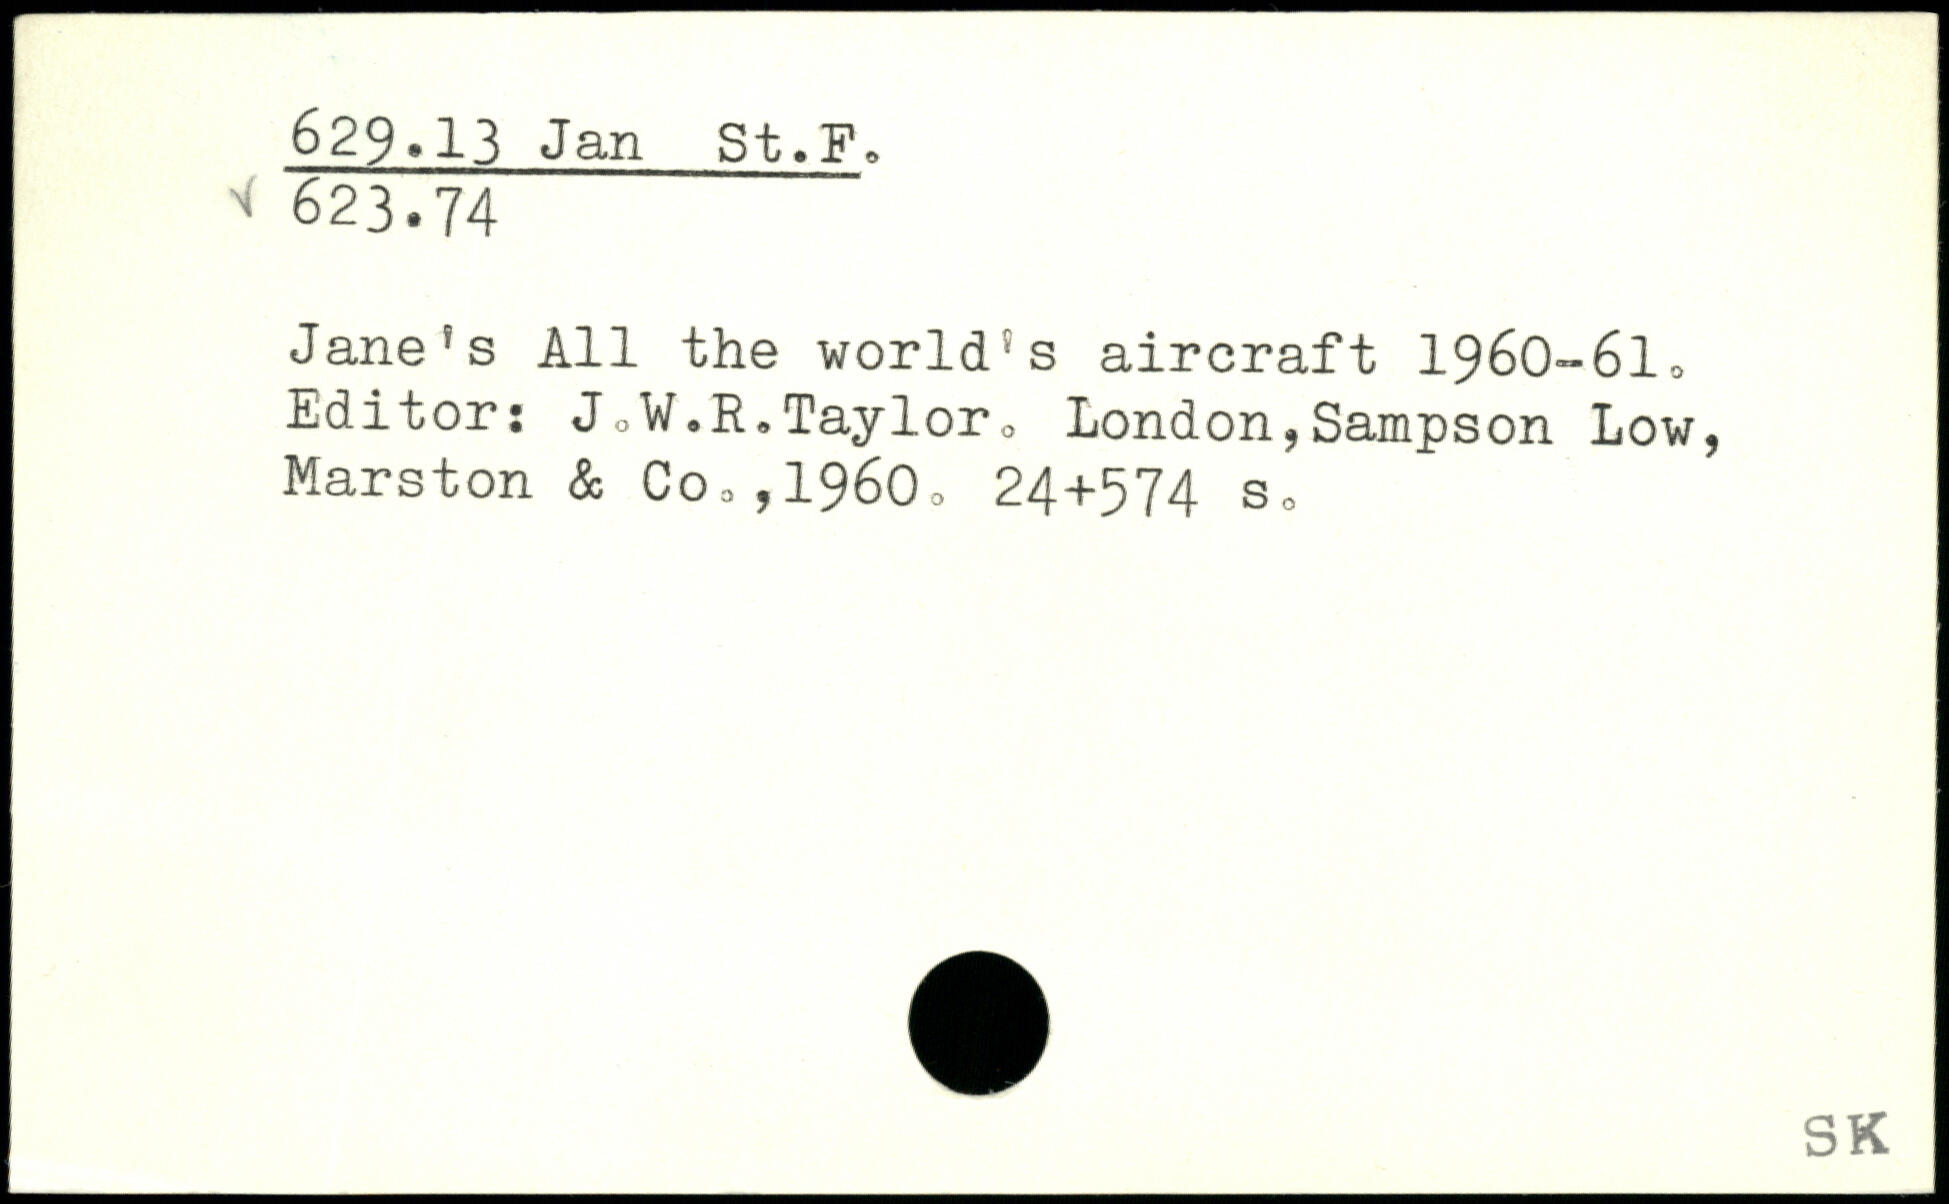 629.13 Jan St.F.
√ 623.74
Jane's All the world's aircraft 1960-61.
Editor: J.W.R.Taylor. London,Sampson Low,
Marston & Co.,1960. 24+574 s.
SK